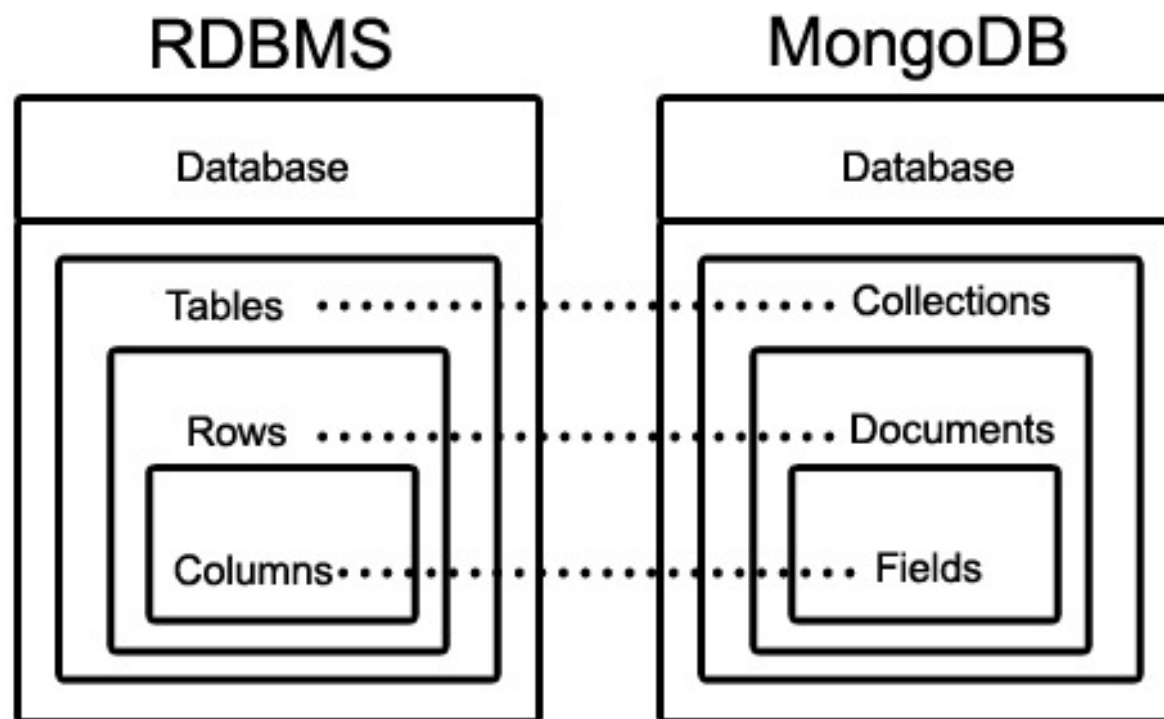 RDBMS
Database
Tables
Rows
Columns
MongoDB
Database
Collections
Documents
Fields